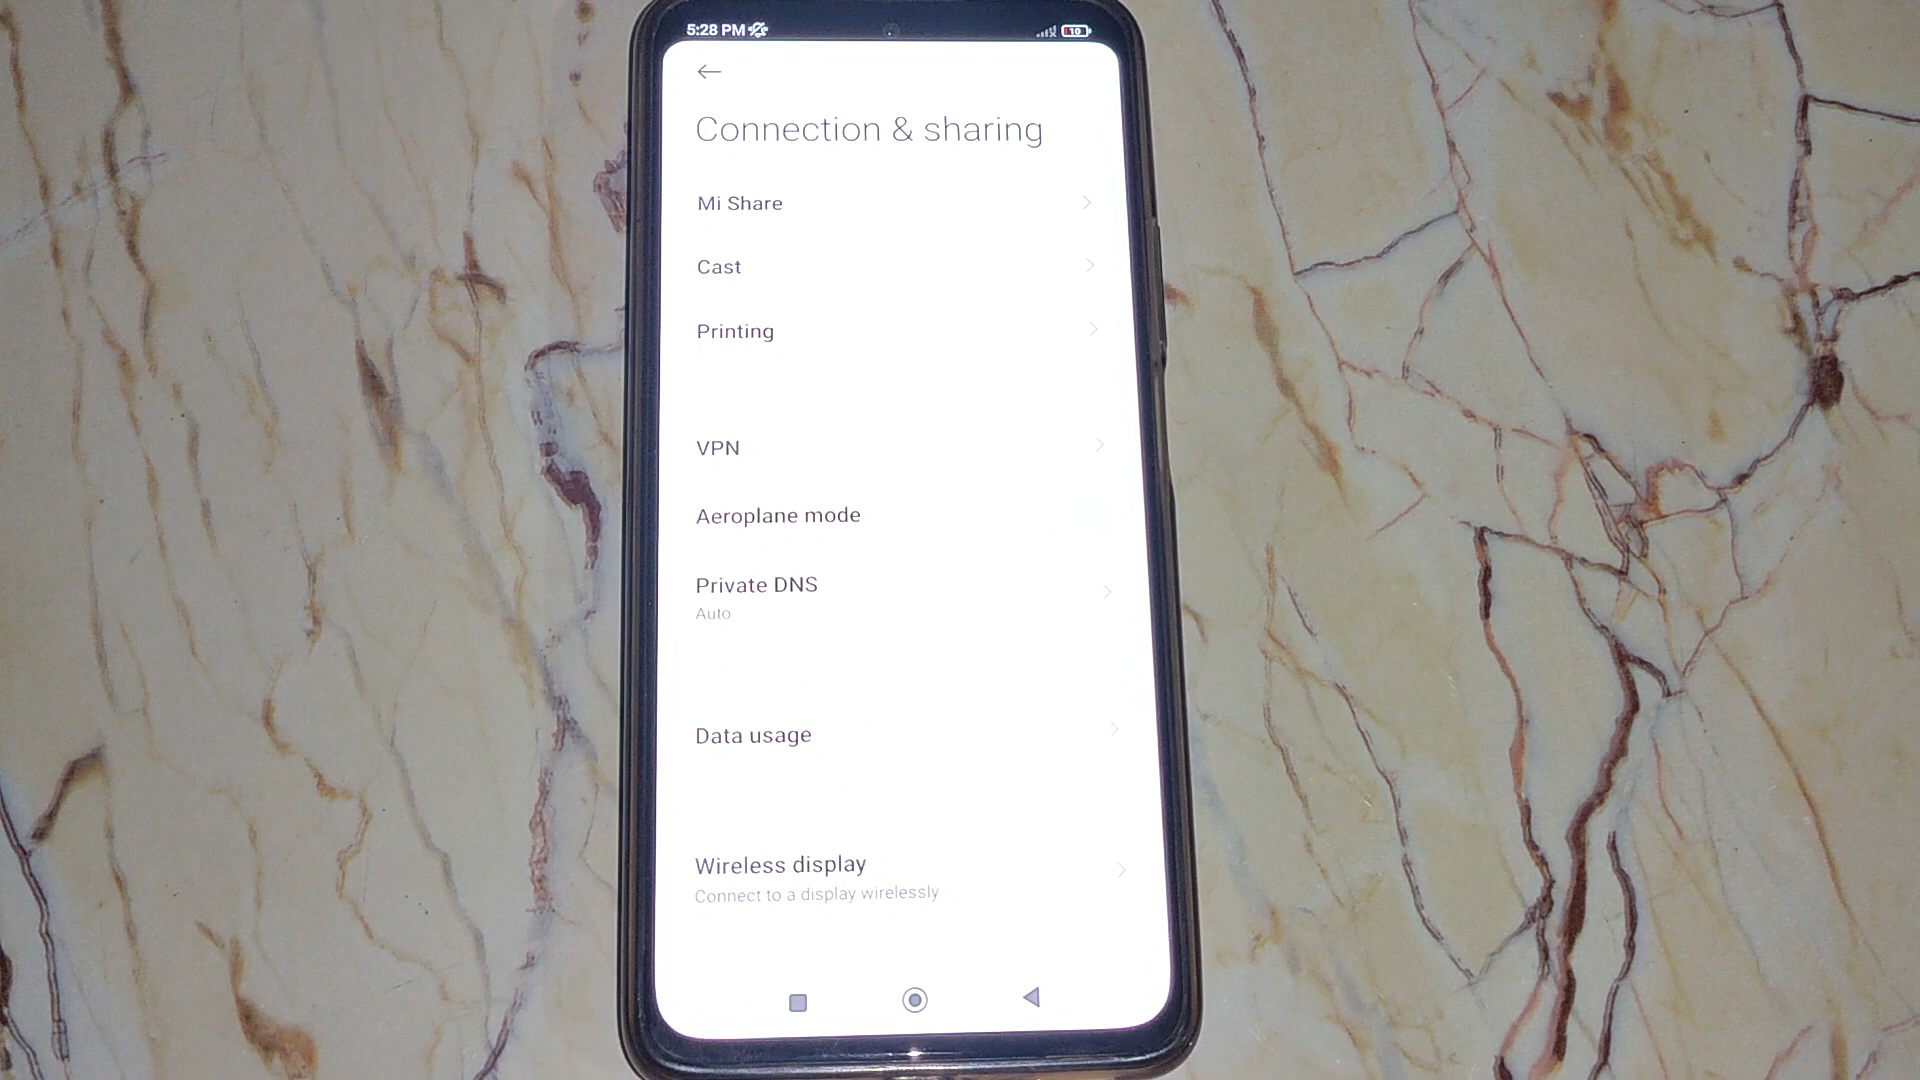 5:28 PM
10
Connection & sharing
Mi Share
Cast
Printing
VPN
Aeroplane mode
Private DNS
Auto
Data usage
Wireless display
Connect to a display wirelessly